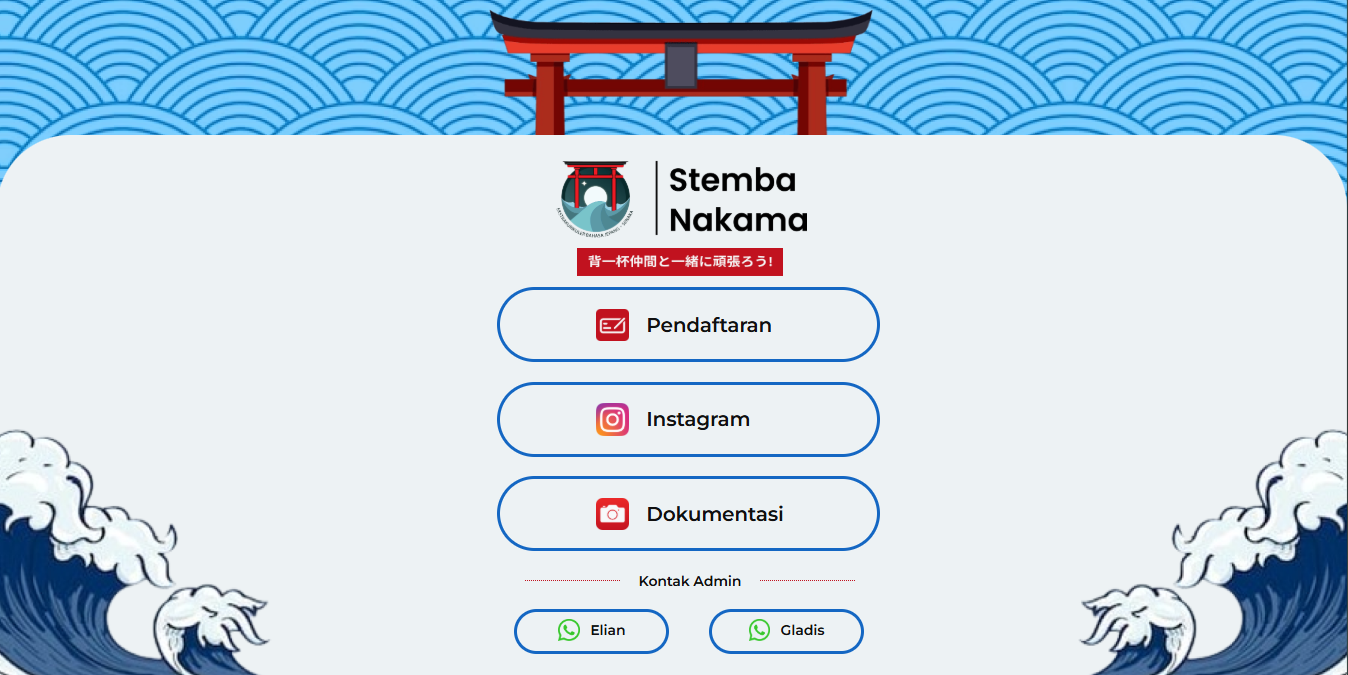 Stemba
Nakama
背一杯仲間と一緒に頑張ろう!
Pendaftaran
Instagram
Dokumentasi
Kontak Admin
Elian
Gladis